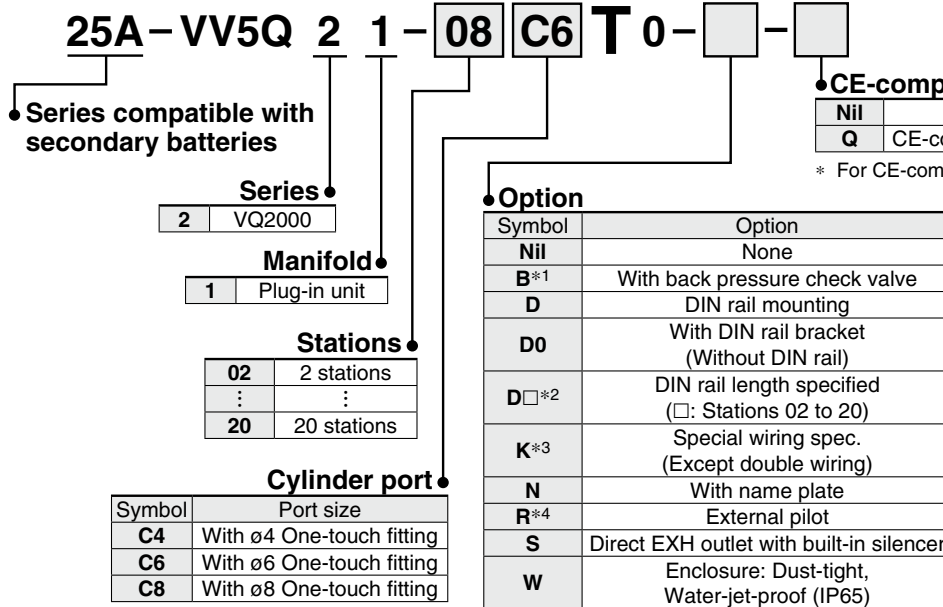 25A – VV5Q 2 1 – 08 C6 T 0 – □ – □
Series compatible with
secondary batteries
Series
2 VQ2000
Manifold
1 Plug-in unit
Stations
02 2 stations
⋮ ⋮
20 20 stations
Cylinder port
Symbol Port size
C4 With ø4 One-touch fitting
C6 With ø6 One-touch fitting
C8 With ø8 One-touch fitting
CE-comp
Nil
Q CE-co
* For CE-com
Option
Symbol Option
Nil None
B*1 With back pressure check valve
D DIN rail mounting
D0 With DIN rail bracket
(Without DIN rail)
D□*2 DIN rail length specified
(□: Stations 02 to 20)
K*3 Special wiring spec.
(Except double wiring)
N With name plate
R*4 External pilot
S Direct EXH outlet with built-in silencer
W Enclosure: Dust-tight,
Water-jet-proof (IP65)